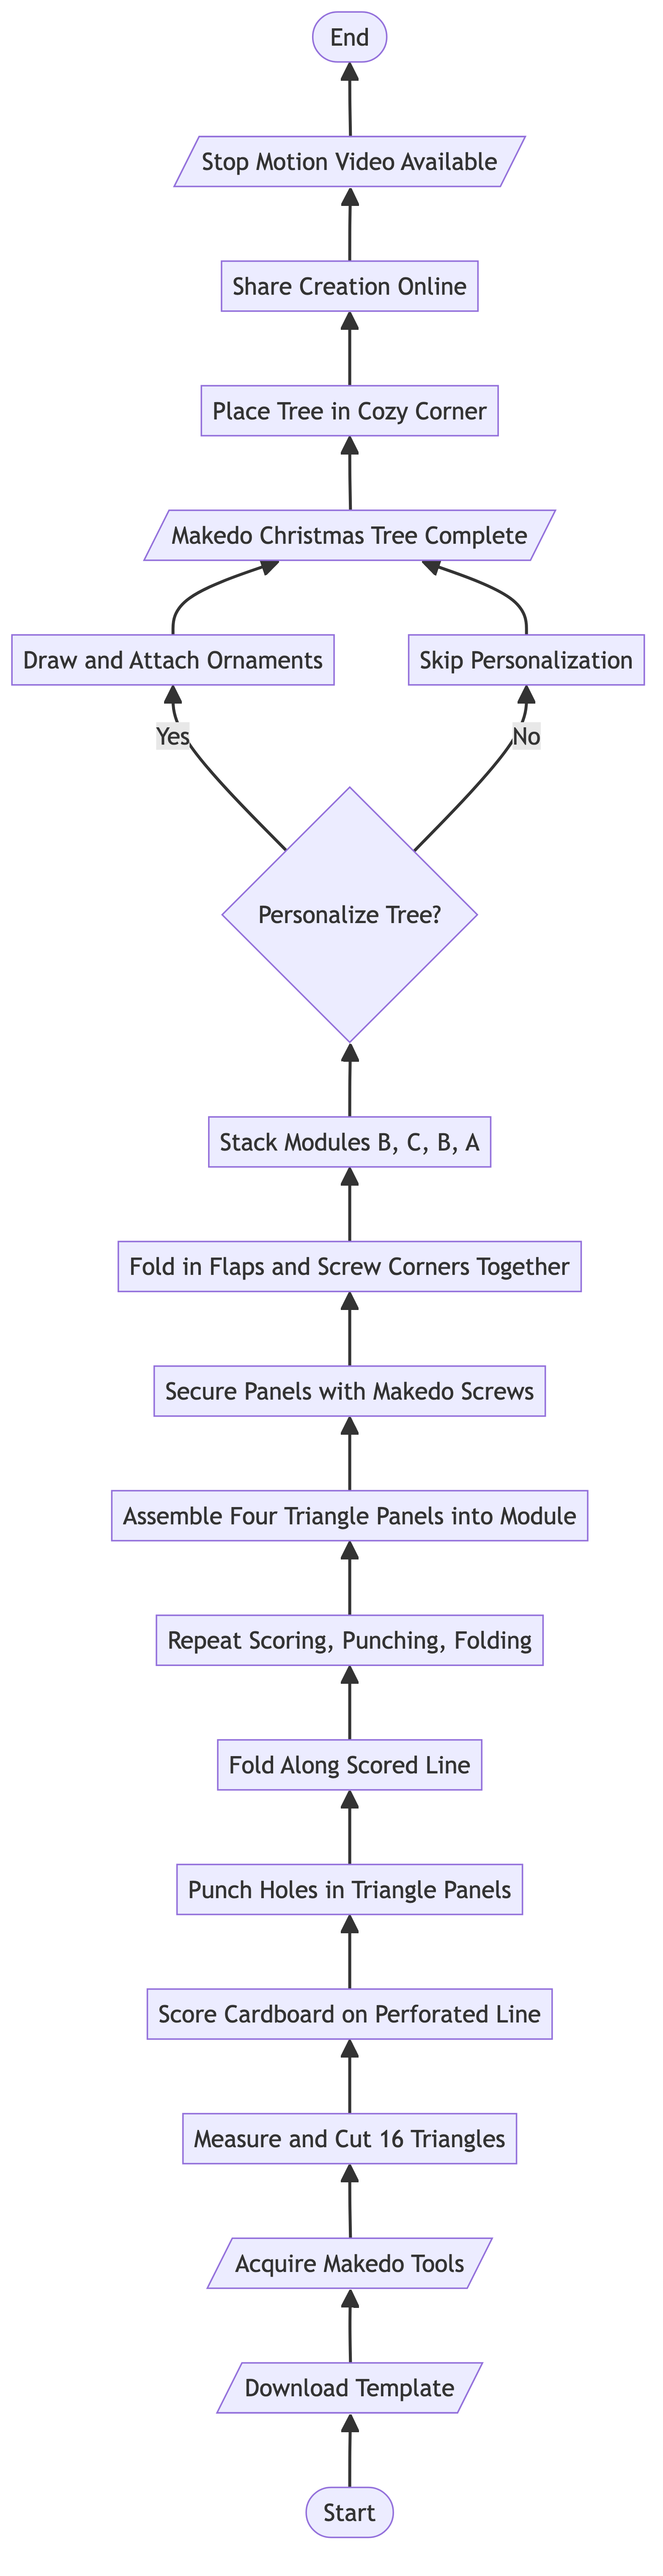 End
Stop Motion Video Available
Share Creation Online
Place Tree in Cozy Corner
Makedo Christmas Tree Complete
Draw and Attach Ornaments
Skip Personalization
Yes
No
Personalize Tree?
Stack Modules B, C, B, A
Fold in Flaps and Screw Corners Together
Secure Panels with Makedo Screws
Assemble Four Triangle Panels into Module
Repeat Scoring, Punching, Folding
Fold Along Scored Line
Punch Holes in Triangle Panels
Score Cardboard on Perforated Line
Measure and Cut 16 Triangles
Acquire Makedo Tools
Download Template
Start